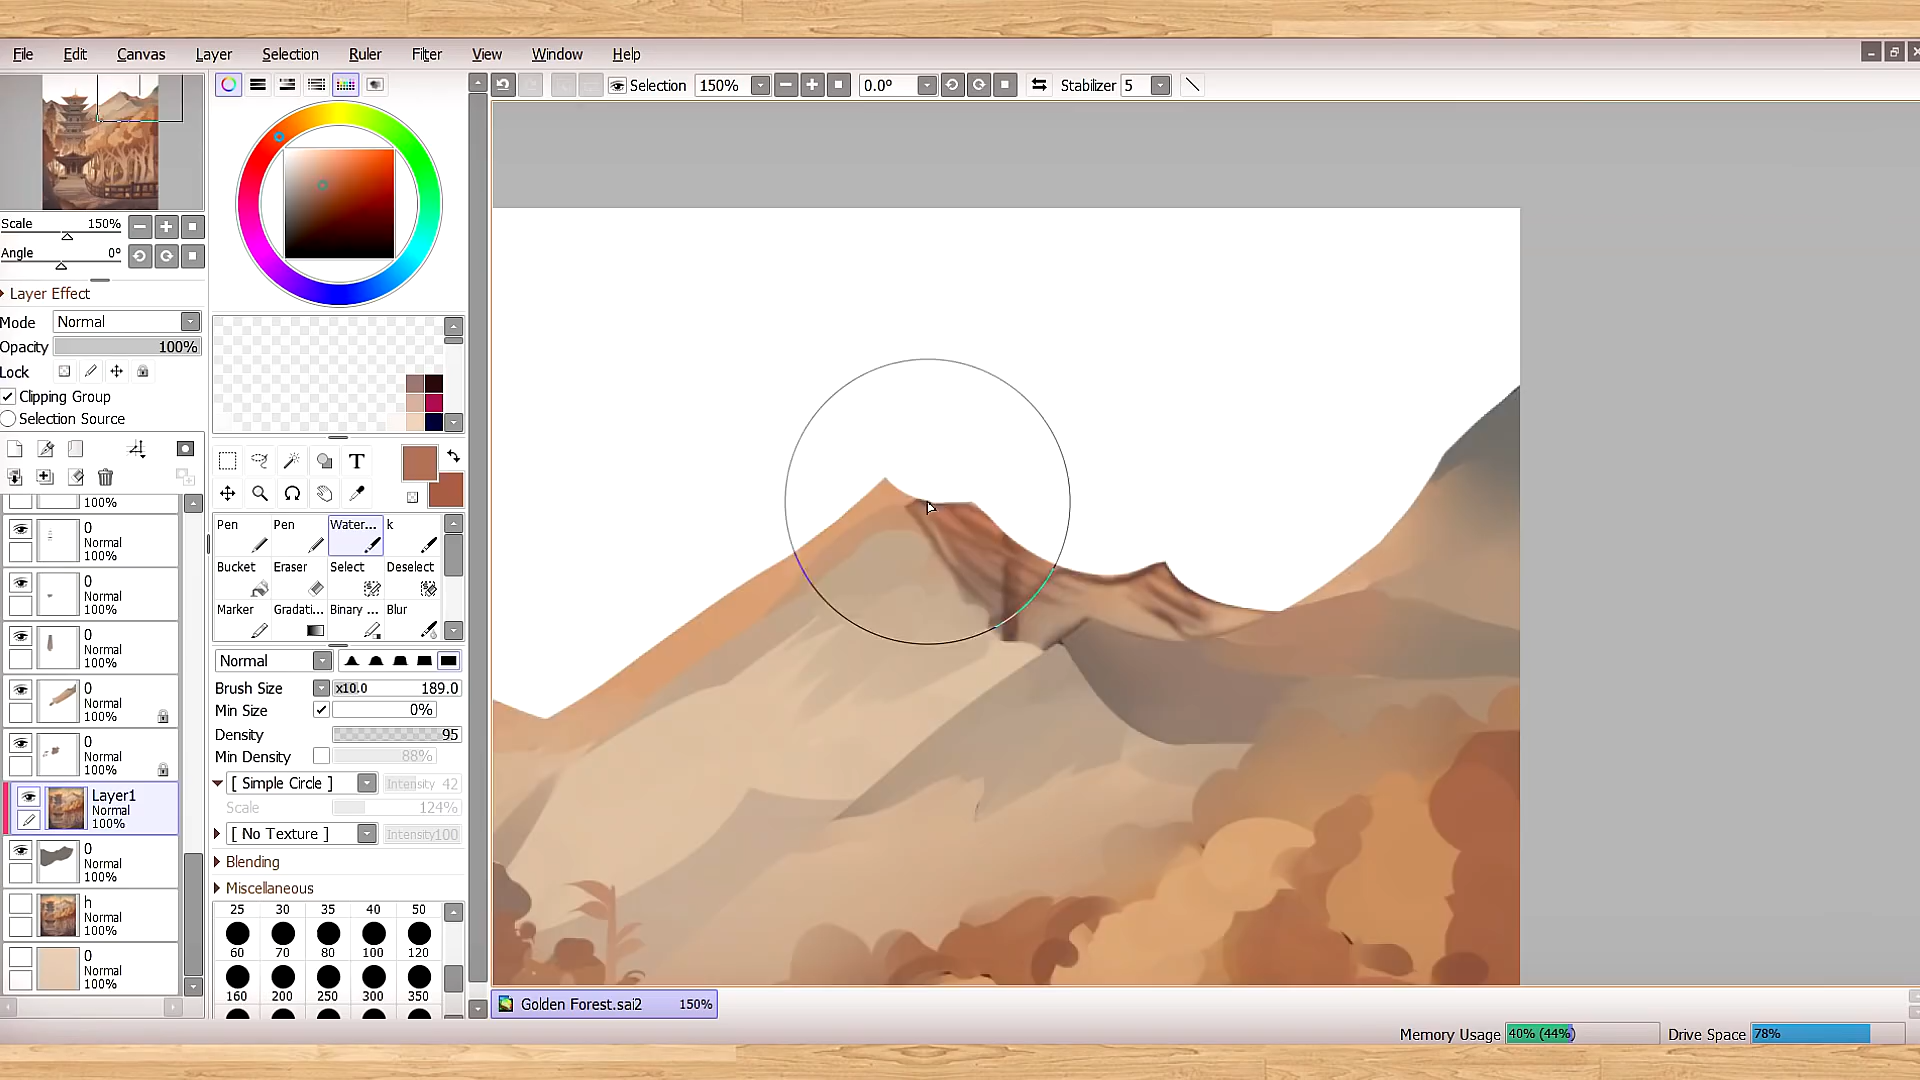 File Edit Canvas Layer Selection Ruler Filter View Window Help
Selection 150% 0.0° Stabilizer 5
Scale 150%
Angle 0°
Layer Effect
Mode Normal
Opacity 100%
Lock
Clipping Group
Selection Source
100%
0
Normal
100%
0
Normal
100%
0
Normal
100%
0
Normal
100%
0
Normal
100%
Layer1
Normal
100%
0
Normal
100%
h
Normal
100%
0
Normal
100%
T
Pen Pen Water... k
Bucket Eraser Select Deselect
Marker Gradati... Binary ... Blur
Normal
Brush Size x10.0 189.0
Min Size 0%
Density 95
Min Density 88%
[ Simple Circle ] Intensity 42
Scale 124%
[ No Texture ] Intensity 100
Blending
Miscellaneous
25 30 35 40 50
60 70 80 100 120
160 200 250 300 350
Golden Forest.sai2 150%
Memory Usage 40% (44%) Drive Space 78%